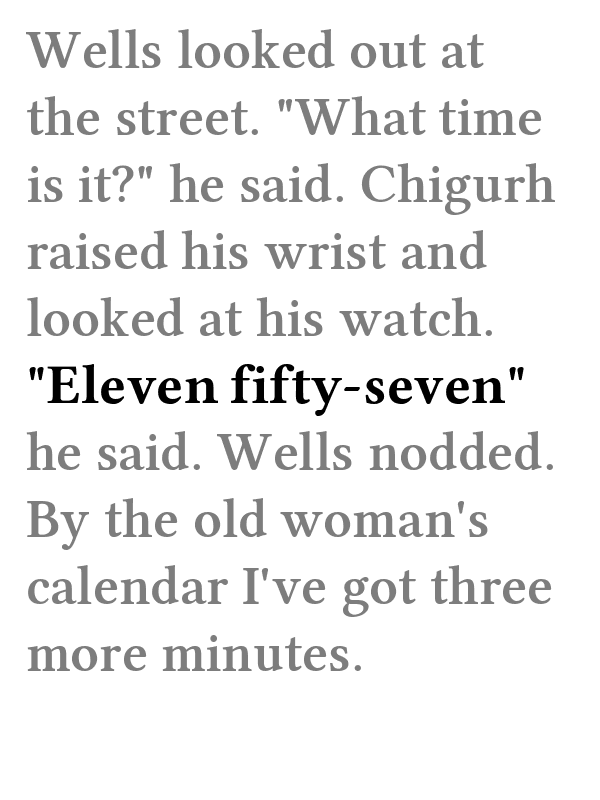 Wells looked out at
the street. "What time
is it?" he said. Chigurh
raised his wrist and
looked at his watch.
"Eleven fifty-seven"
he said. Wells nodded.
By the old woman's
calendar I've got three
more minutes.